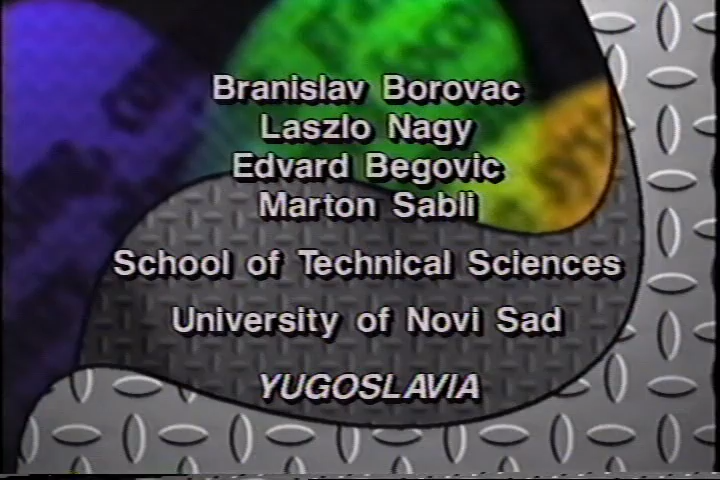 Branislav Borovac
Laszlo Nagy
Edvard Begovic
Marton Sabli
School of Technical Sciences
University of Novi Sad
YUGOSLAVIA